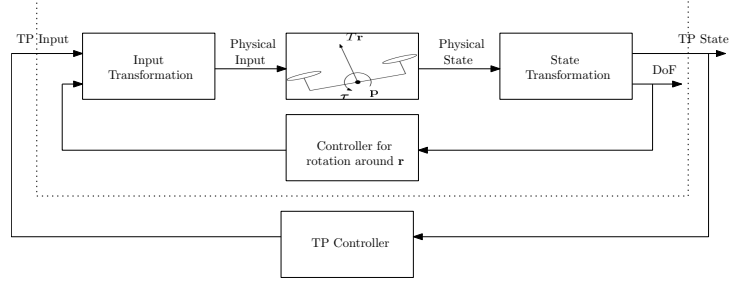 TP Input
Input
Transformation
Physical
Input
T r
τ
p
Physical
State
State
Transformation
TP State
DoF
Controller for
rotation around r
TP Controller